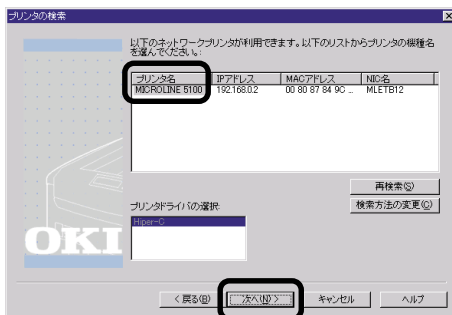 プリンタの検索
以下のネットワークプリンタが利用できます。以下のリストからプリンタの機種名
を選んでください。:
プリンタ名 IPアドレス MACアドレス NIC名
MICROLINE 5100 192.168.0.2 00 80 87 84 9C ... MLETB12
再検索(S)
検索方法の変更(C)
プリンタドライバの選択:
Hiper-C
OKI
< 戻る(B) 次へ(N) > キャンセル ヘルプ